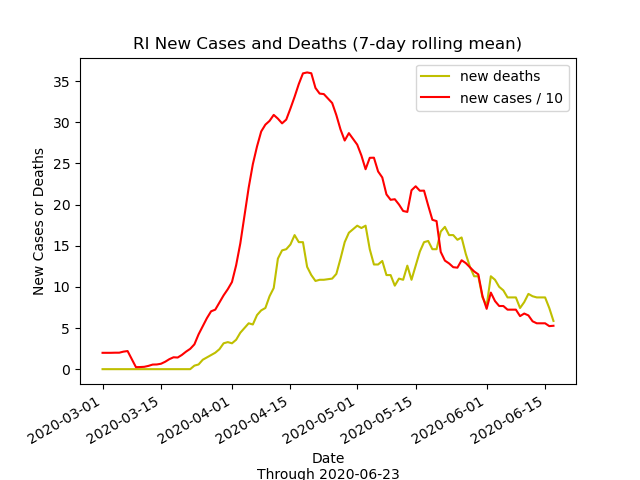 RI New Cases and Deaths (7-day rolling mean)
new deaths
new cases / 10
New Cases or Deaths
35
30
25
20
15
10
5
0
2020-03-01
2020-03-15
2020-04-01
2020-04-15
2020-05-01
2020-05-15
2020-06-01
2020-06-15
Date
Through 2020-06-23